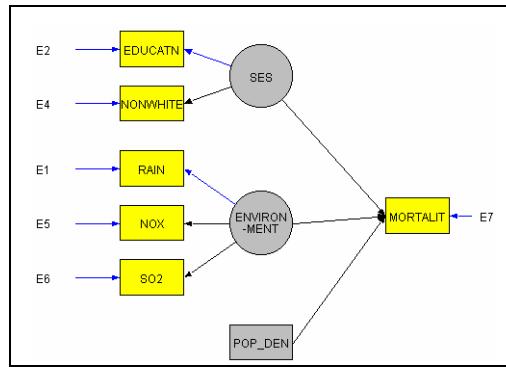 E2
EDUCATN
SES
E4
NONWHITE
E1
RAIN
E5
NOX
ENVIRON
-MENT
MORTALIT
E7
E6
SO2
POP_DEN